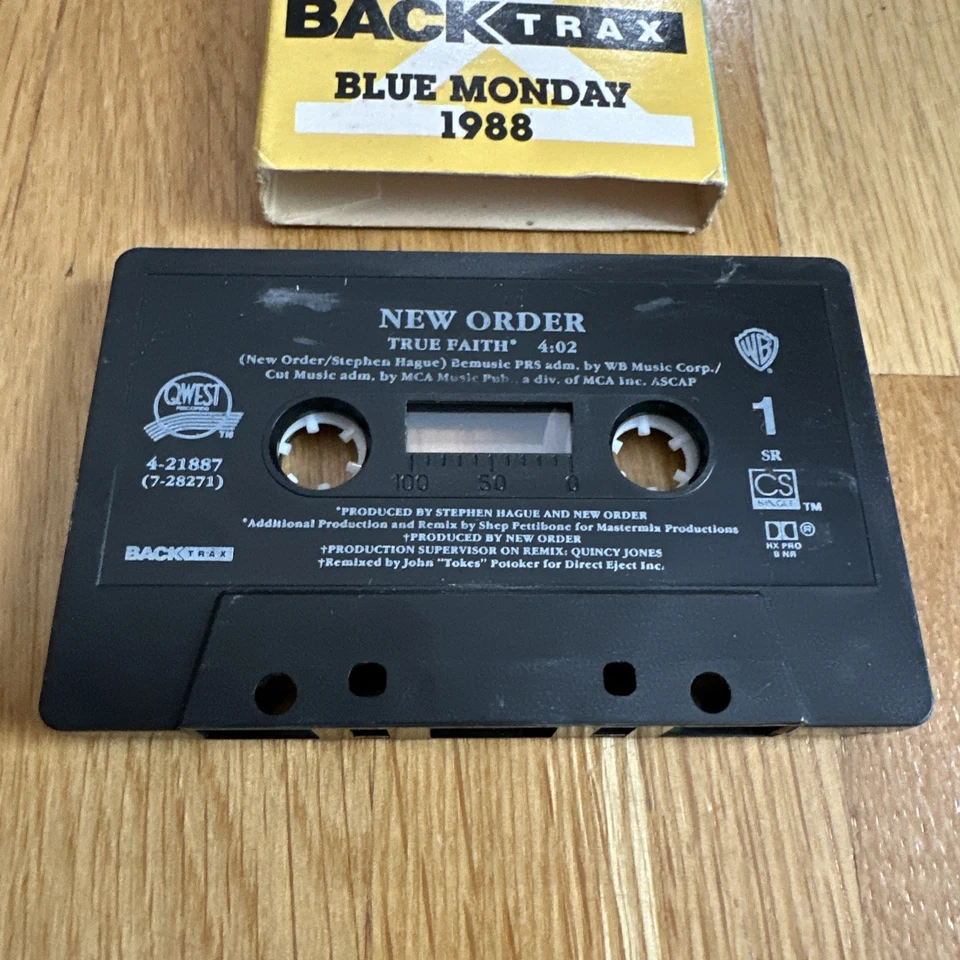 BACK TRAX
BLUE MONDAY
1988
NEW ORDER
TRUE FAITH* 4:02
(New Order/Stephen Hague) Bemusic PRS adm. by WB Music Corp./
Cut Music adm. by MCA Music Pub., a div. of MCA Inc. ASCAP
QWEST
RECORDS
TM
WB
®
4-21887
(7-28271)
1
SR
CS
SINGLE
TM
®
HX PRO
B NR
100 50 0
*PRODUCED BY STEPHEN HAGUE AND NEW ORDER
*Additional Production and Remix by Shep Pettibone for Mastermix Productions
†PRODUCED BY NEW ORDER
†PRODUCTION SUPERVISOR ON REMIX: QUINCY JONES
†Remixed by John "Tokes" Potoker for Direct Eject Inc.
BACK TRAX